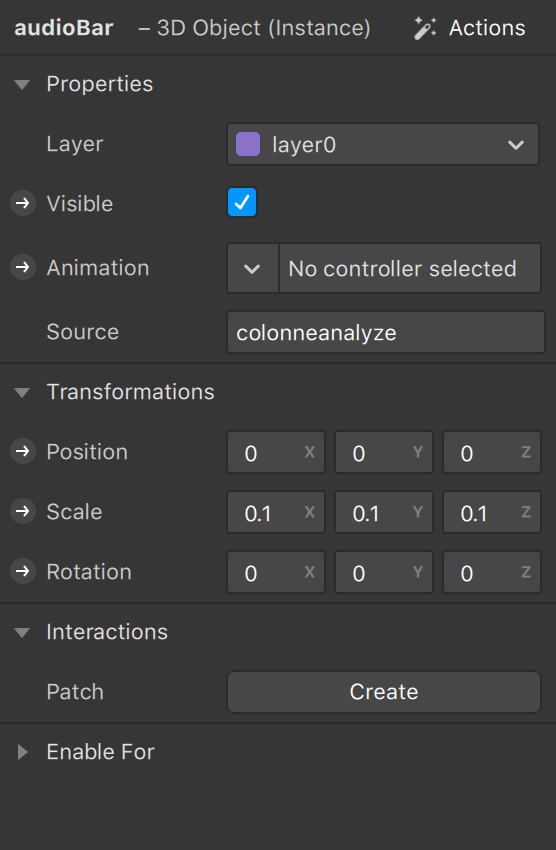 audioBar – 3D Object (Instance) Actions
Properties
Layer layer0
Visible
Animation No controller selected
Source colonneanalyze
Transformations
Position 0 X 0 Y 0 Z
Scale 0.1 X 0.1 Y 0.1 Z
Rotation 0 X 0 Y 0 Z
Interactions
Patch Create
Enable For